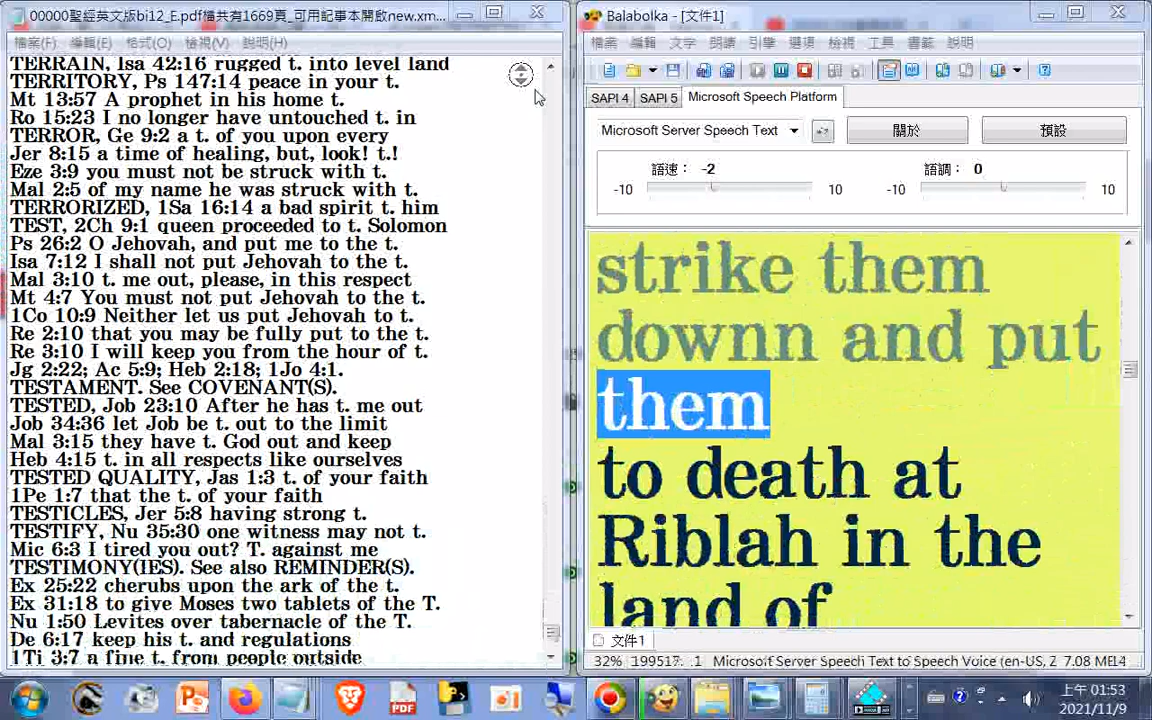 00000聖經英文版bi12_E.pdf檔共有1669頁_可用記事本開啟new.xm...
檔案(F) 編輯(E) 格式(O) 檢視(V) 說明(H)
TERRAIN, Isa 42:16 rugged t. into level land
TERRITORY, Ps 147:14 peace in your t.
Mt 13:57 A prophet in his home t.
Ro 15:23 I no longer have untouched t. in
TERROR, Ge 9:2 a t. of you upon every
Jer 8:15 a time of healing, but, look! t.!
Eze 3:9 you must not be struck with t.
Mal 2:5 of my name he was struck with t.
TERRORIZED, 1Sa 16:14 a bad spirit t. him
TEST, 2Ch 9:1 queen proceeded to t. Solomon
Ps 26:2 O Jehovah, and put me to the t.
Isa 7:12 I shall not put Jehovah to the t.
Mal 3:10 t. me out, please, in this respect
Mt 4:7 You must not put Jehovah to the t.
1Co 10:9 Neither let us put Jehovah to t.
Re 2:10 that you may be fully put to the t.
Re 3:10 I will keep you from the hour of t.
Jg 2:22; Ac 5:9; Heb 2:18; 1Jo 4:1.
TESTAMENT. See COVENANT(S).
TESTED, Job 23:10 After he has t. me out
Job 34:36 let Job be t. out to the limit
Mal 3:15 they have t. God out and keep
Heb 4:15 t. in all respects like ourselves
TESTED QUALITY, Jas 1:3 t. of your faith
1Pe 1:7 that the t. of your faith
TESTICLES, Jer 5:8 having strong t.
TESTIFY, Nu 35:30 one witness may not t.
Mic 6:3 I tired you out? T. against me
TESTIMONY(IES). See also REMINDER(S).
Ex 25:22 cherubs upon the ark of the t.
Ex 31:18 to give Moses two tablets of the T.
Nu 1:50 Levites over tabernacle of the T.
De 6:17 keep his t. and regulations
1Ti 3:7 a fine t. from people outside
Balabolka - [文件1]
檔案 編輯 文字 朗讀 引擎 選項 檢視 工具 書籤 說明
SAPI 4 SAPI 5 Microsoft Speech Platform
Microsoft Server Speech Text 關於 預設
語速： -2 語調： 0
-10 10 -10 10
strike them
downn and put
them
to death at
Riblah in the
land of
文件1
32% 199517: 1 Microsoft Server Speech Text to Speech Voice (en-US, Z 7.08 ME14
PDF
上午 01:53
2021/11/9